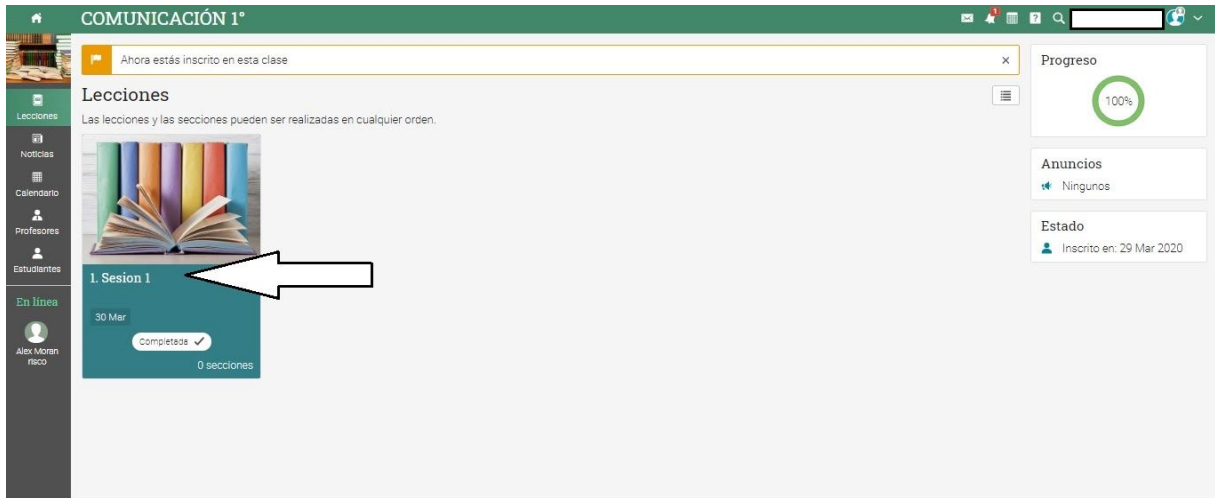 COMUNICACIÓN 1°
1
?
Ahora estás inscrito en esta clase
×
Lecciones
Las lecciones y las secciones pueden ser realizadas en cualquier orden.
1. Sesion 1
30 Mar
Completada ✓
0 secciones
Lecciones
Noticias
Calendario
Profesores
Estudiantes
En línea
Alex Moran
risco
Progreso
100%
Anuncios
Ningunos
Estado
Inscrito en: 29 Mar 2020